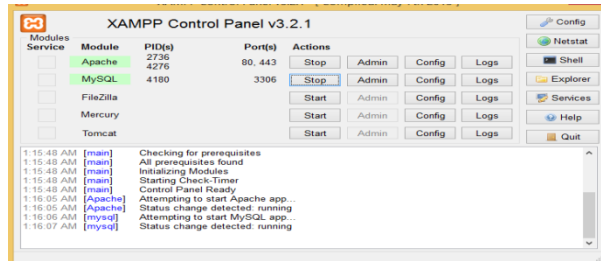 XAMPP Control Panel v3.2.1
Config
Modules
Service Module PID(s) Port(s) Actions
Netstat
Apache 2736 4276 80, 443 Stop Admin Config Logs
Shell
MySQL 4180 3306 Stop Admin Config Logs
Explorer
FileZilla Start Admin Config Logs
Services
Mercury Start Admin Config Logs
Help
Tomcat Start Admin Config Logs
Quit
1:15:48 AM [main] Checking for prerequisites
1:15:48 AM [main] All prerequisites found
1:15:48 AM [main] Initializing Modules
1:15:48 AM [main] Starting Check-Timer
1:15:48 AM [main] Control Panel Ready
1:16:05 AM [Apache] Attempting to start Apache app...
1:16:05 AM [Apache] Status change detected: running
1:16:06 AM [mysql] Attempting to start MySQL app...
1:16:07 AM [mysql] Status change detected: running